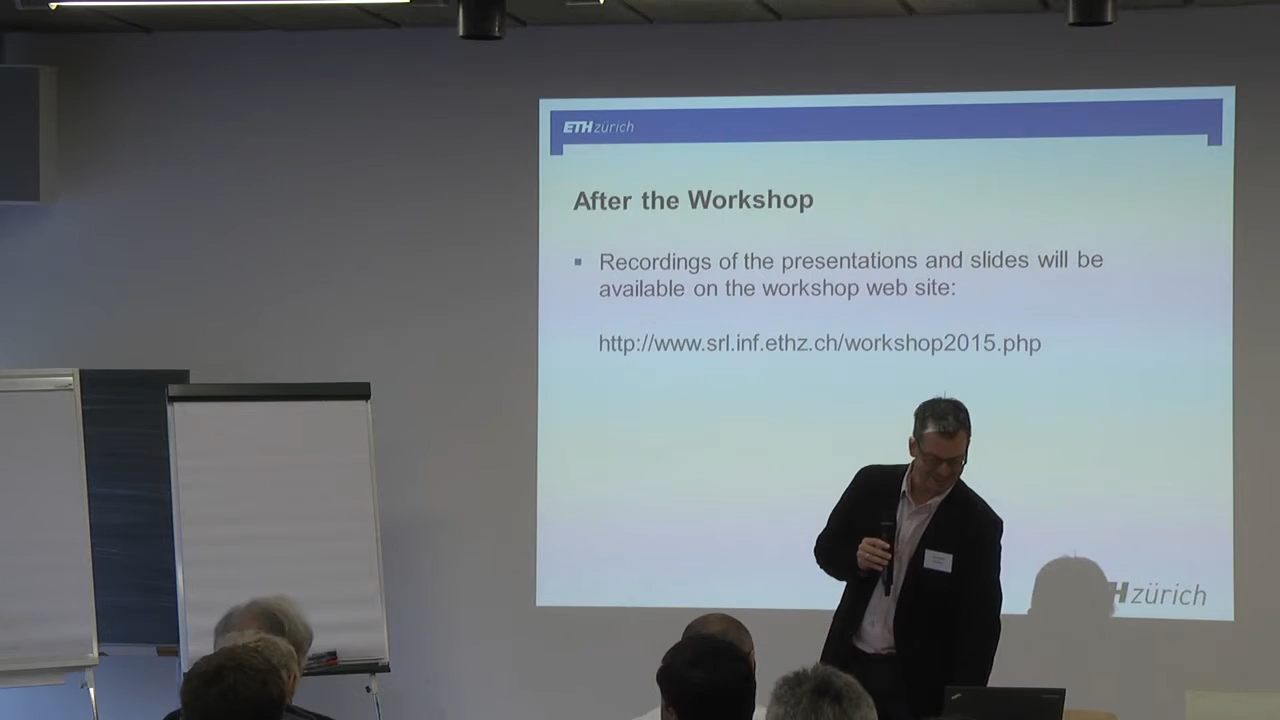 ETH zürich
After the Workshop
Recordings of the presentations and slides will be
available on the workshop web site:
http://www.srl.inf.ethz.ch/workshop2015.php
H zürich